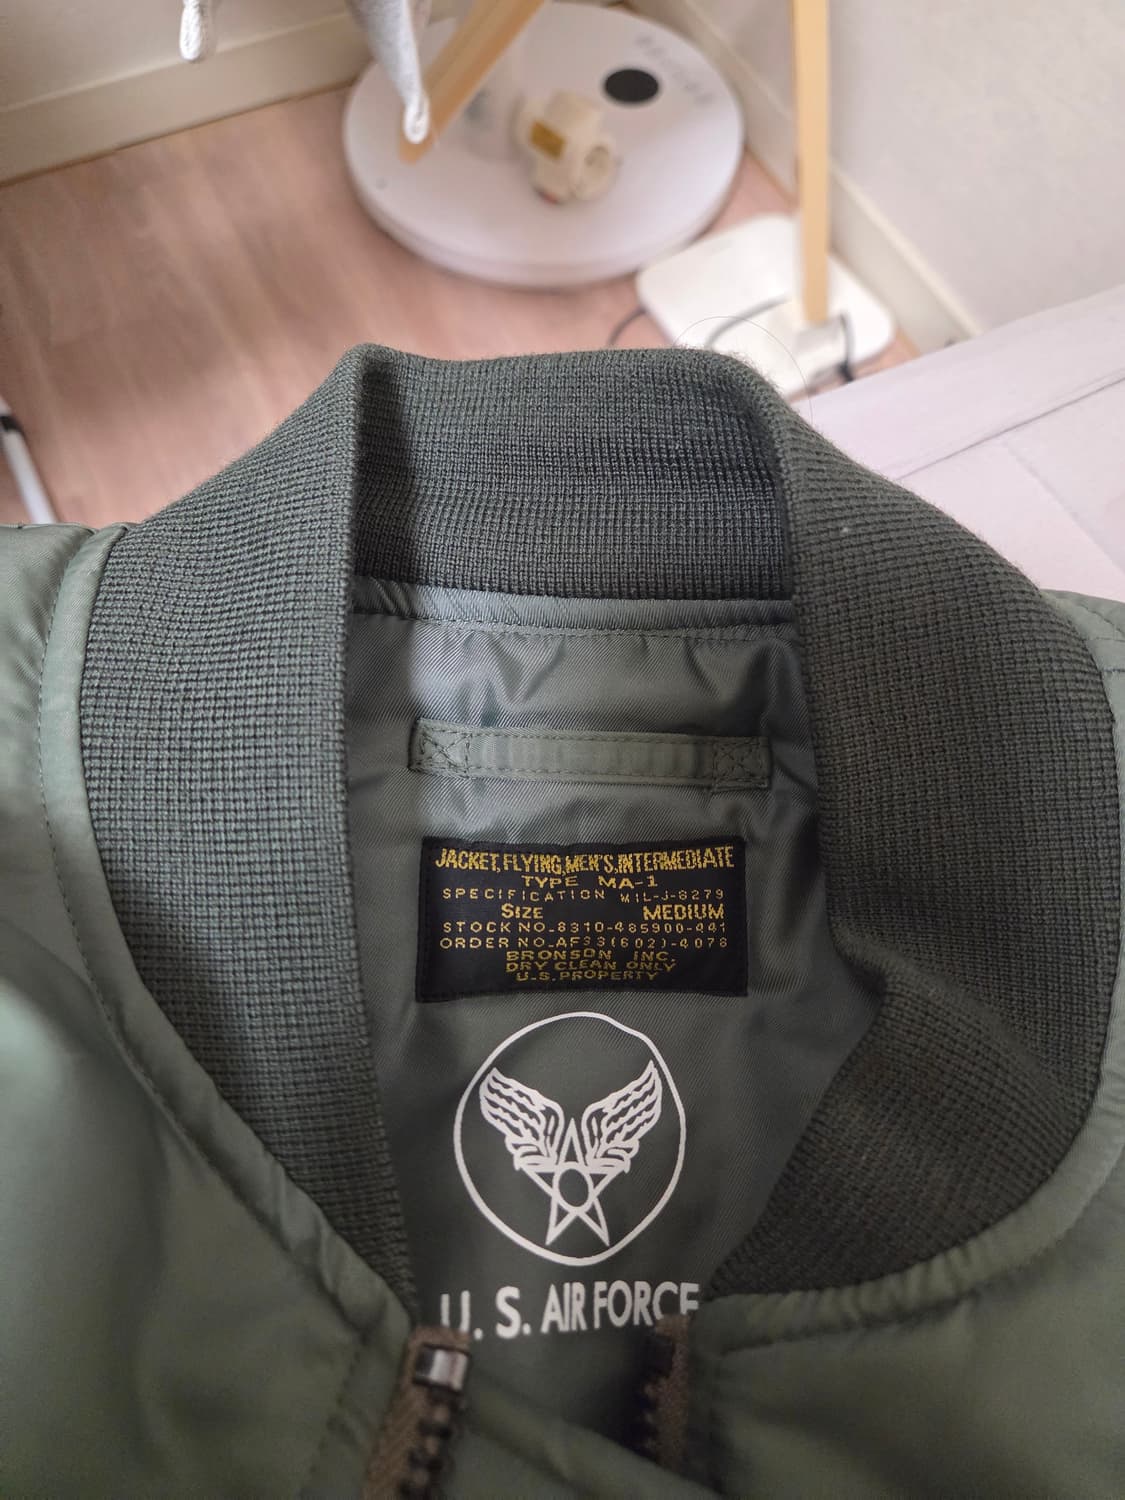 JACKET,FLYING,MEN'S,INTERMEDIATE
TYPE MA-1
SPECIFICATION MIL-J-8279
SIZE MEDIUM
STOCK NO.8310-485900-441
ORDER NO.AF33(602)-4078
BRONSON INC.
DRY CLEAN ONLY
U.S.PROPERTY
U. S. AIR FORCE